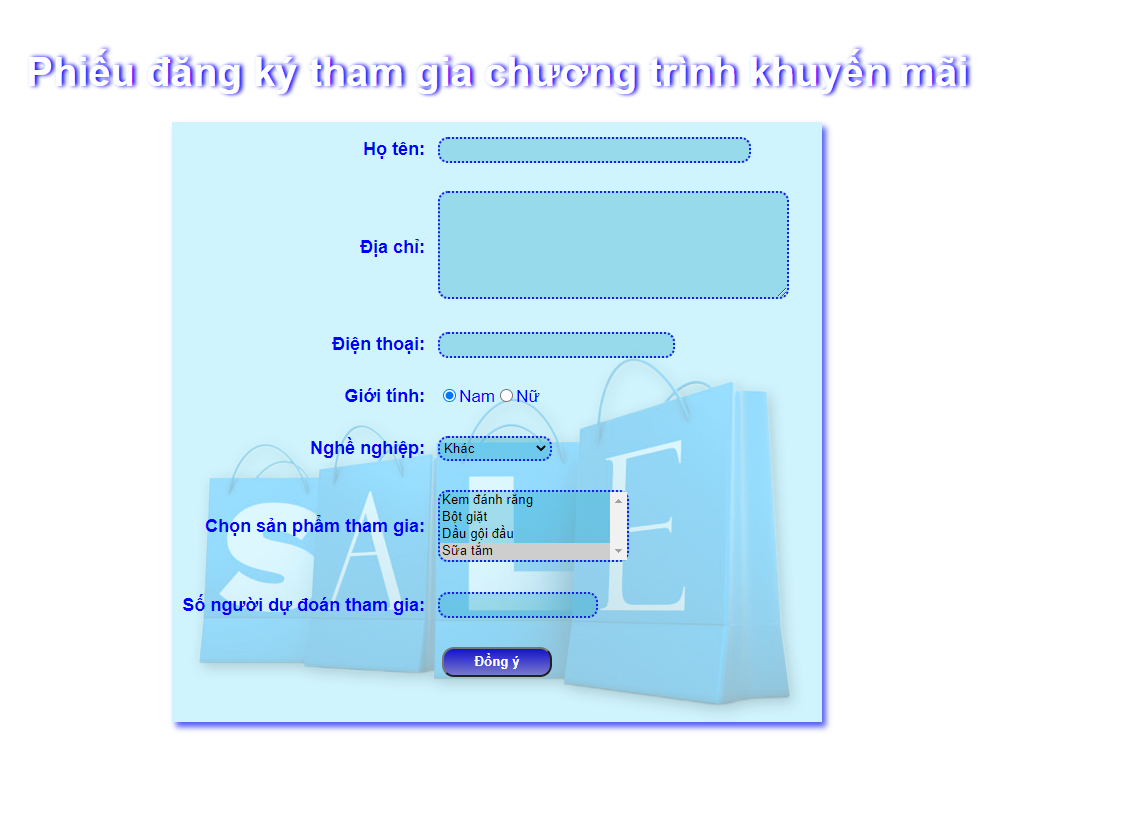 Phiếu đăng ký tham gia chương trình khuyến mãi
Họ tên:
Địa chỉ:
Điện thoại:
Giới tính: Nam Nữ
Nghề nghiệp: Khác
Kem đánh răng
Bột giặt
Chọn sản phẩm tham gia:
Dầu gội đầu
Sữa tắm
Số người dự đoán tham gia:
Đồng ý
SALE